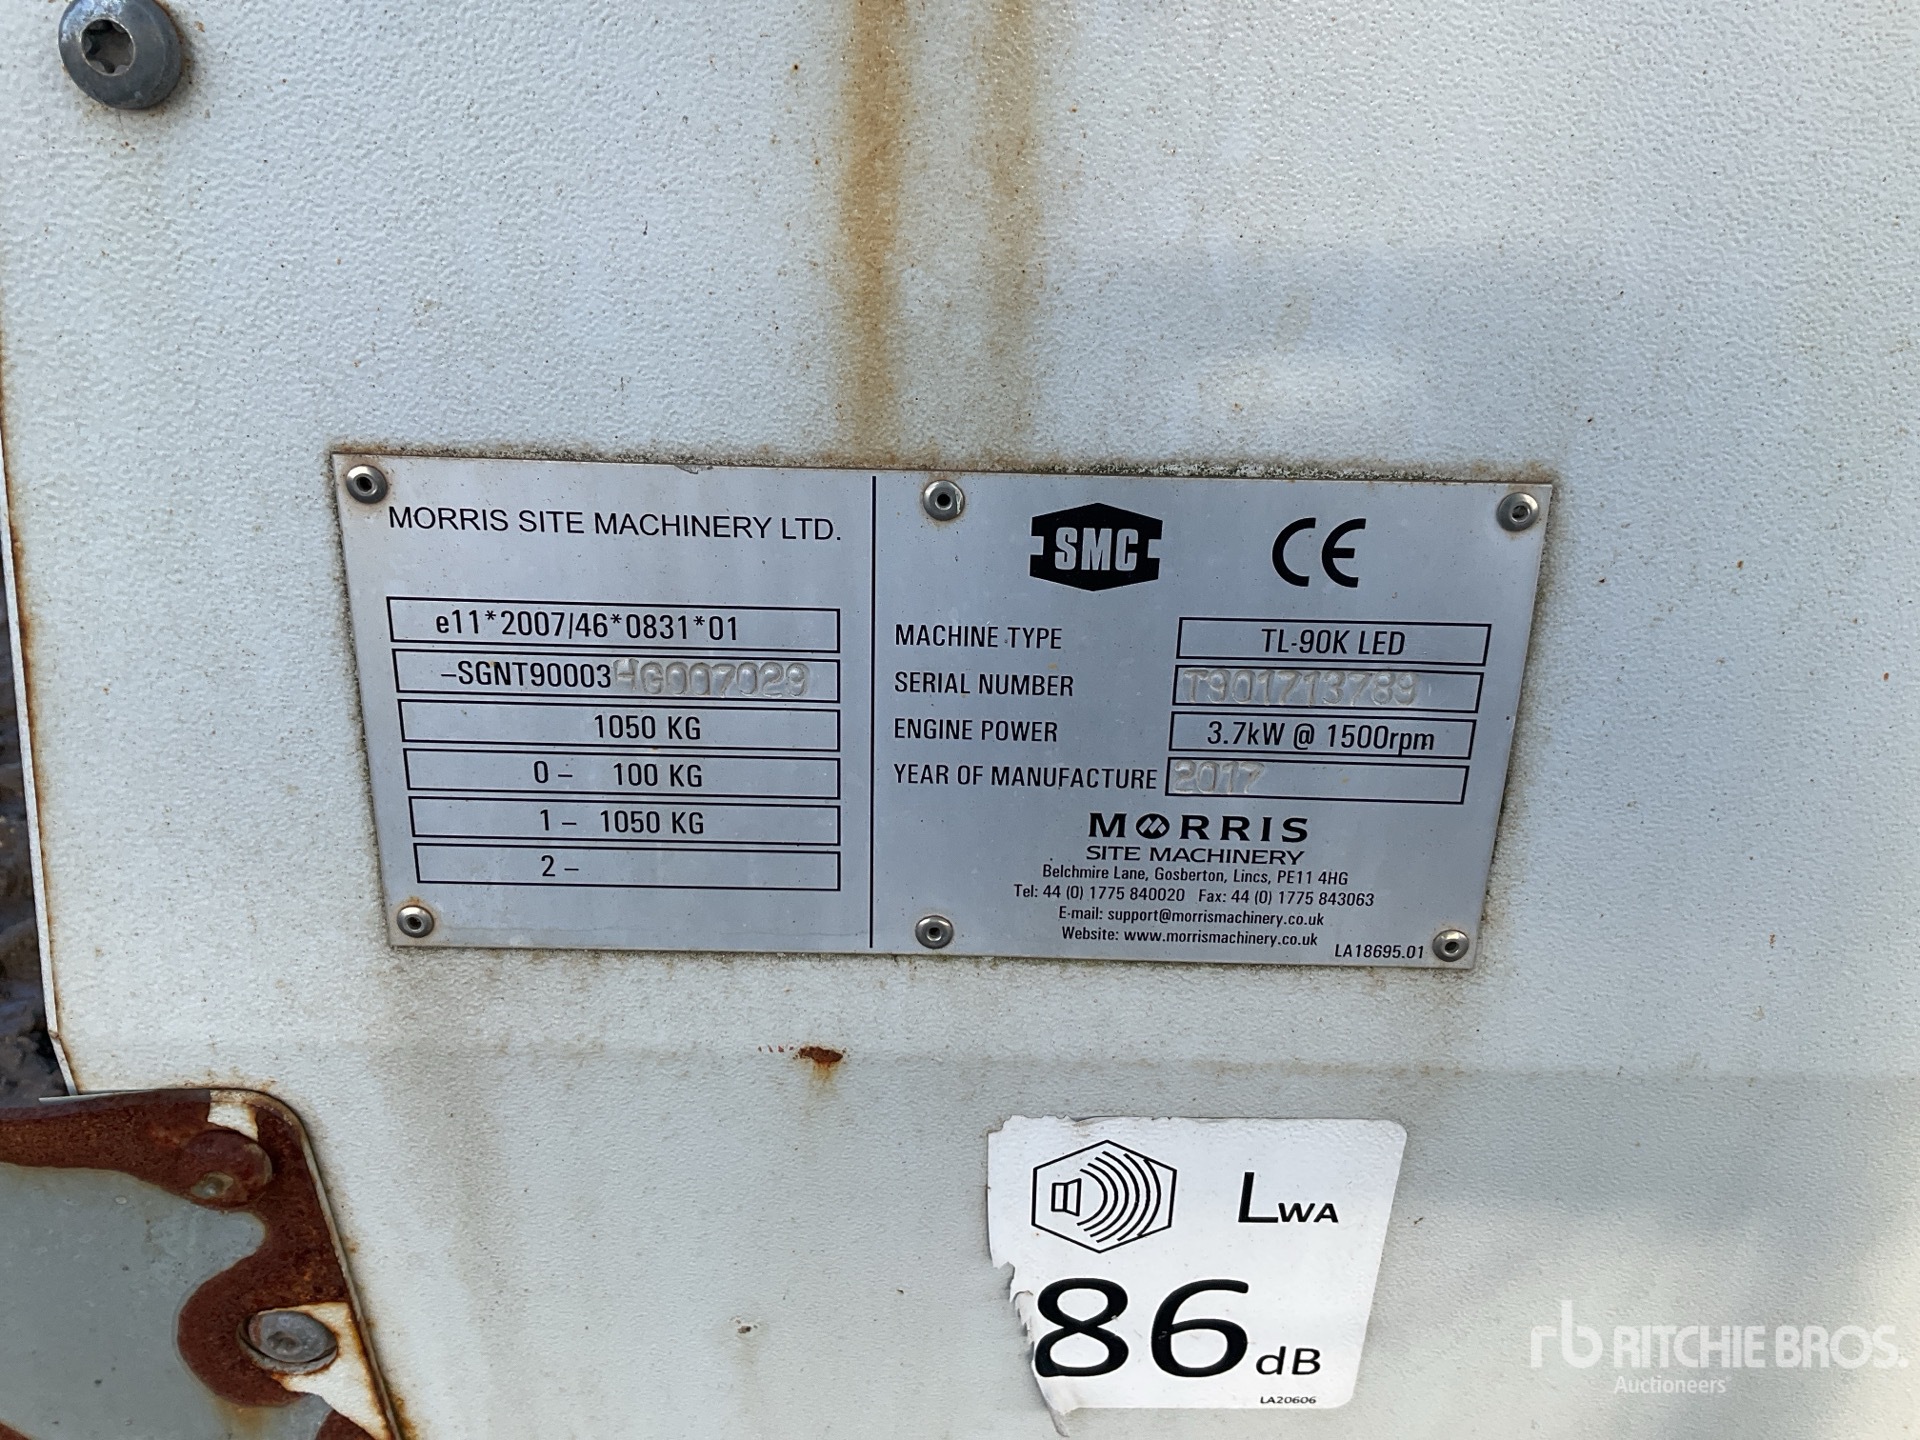 MORRIS SITE MACHINERY LTD.
e11*2007/46*0831*01
-SGNT90003HG007029
1050 KG
0 - 100 KG
1 - 1050 KG
2 -
SMC CE
MACHINE TYPE TL-90K LED
SERIAL NUMBER T901713789
ENGINE POWER 3.7kW @ 1500rpm
YEAR OF MANUFACTURE 2017
MORRIS
SITE MACHINERY
Belchmire Lane, Gosberton, Lincs, PE11 4HG
Tel: 44 (0) 1775 840020 Fax: 44 (0) 1775 843063
E-mail: support@morrismachinery.co.uk
Website: www.morrismachinery.co.uk
LA18695.01
LWA
86 dB
LA20606
rb RITCHIE BROS.
Auctioneers